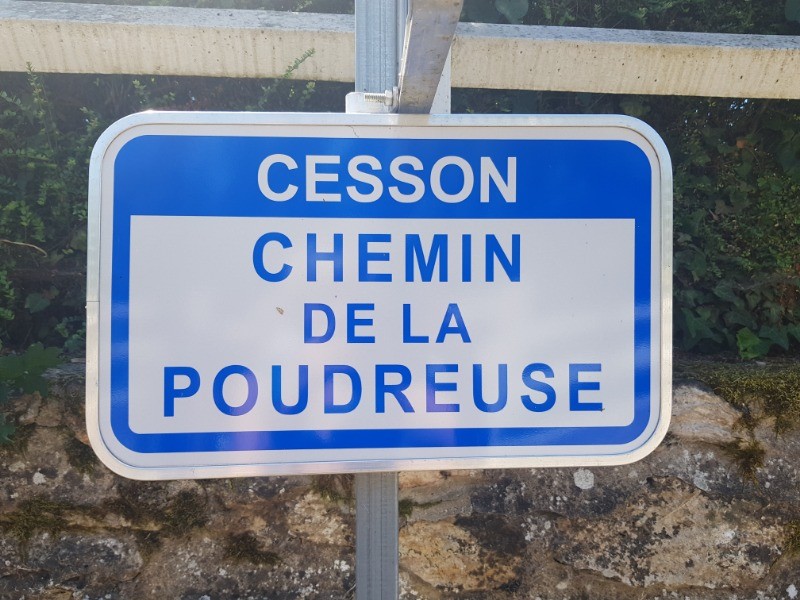 CESSON
CHEMIN
DE LA
POUDREUSE